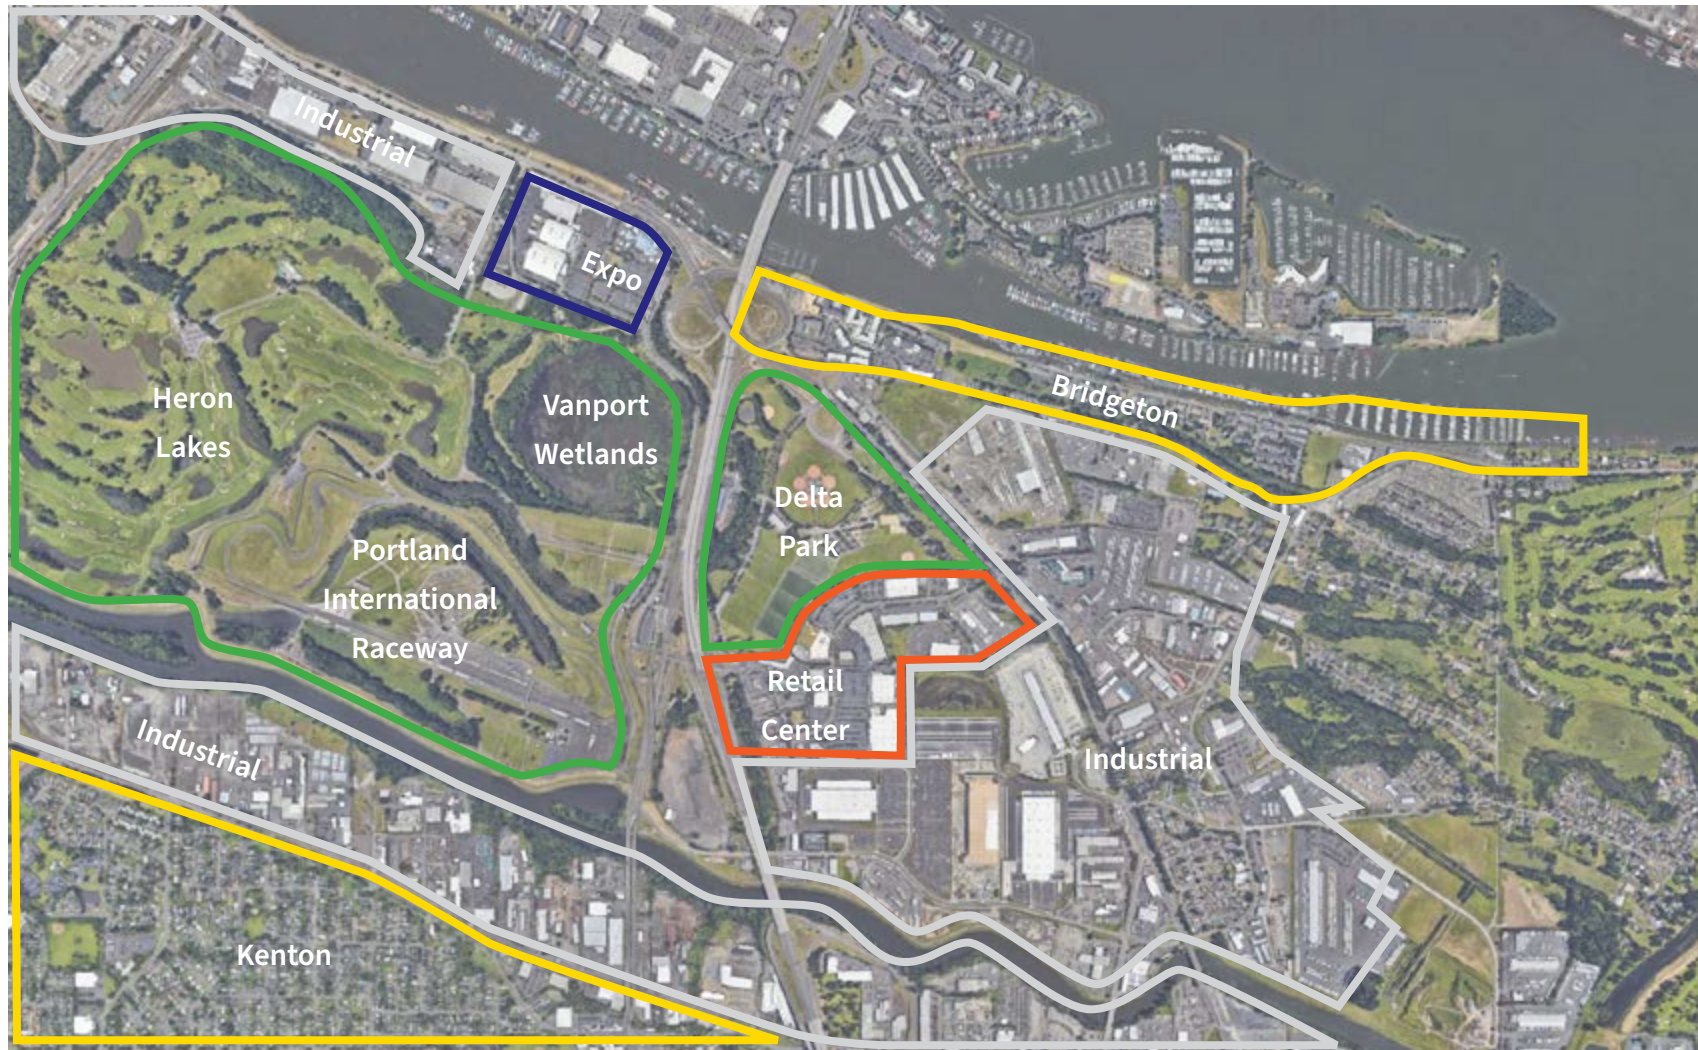 Industrial
Expo
Heron
Lakes
Vanport
Wetlands
Bridgeton
Delta
Park
Portland
International
Raceway
Retail
Center
Industrial
Industrial
Kenton